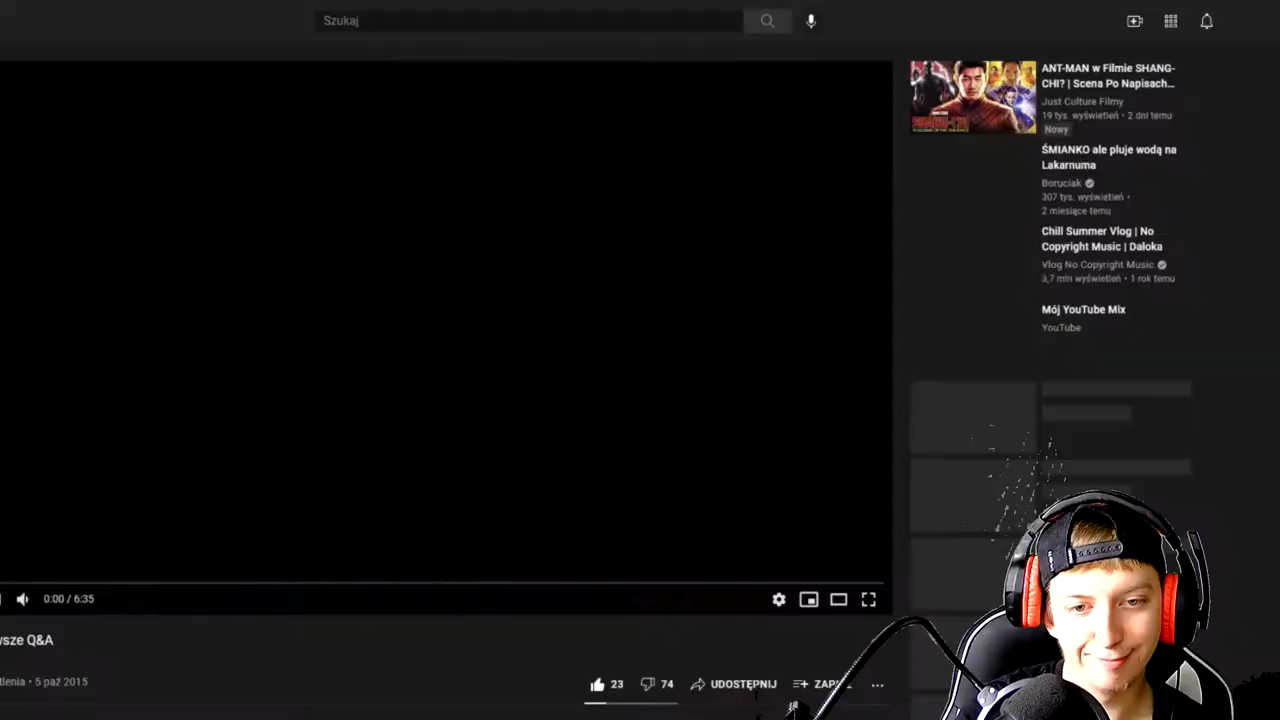 Szukaj
ANT-MAN w Filmie SHANG-
CHI? | Scena Po Napisach...
Just Culture Filmy
19 tys. wyświetleń • 2 dni temu
Nowy
ŚMIANKO ale pluje wodą na
Lakarnuma
Boruciak
307 tys. wyświetleń •
2 miesiące temu
Chill Summer Vlog | No
Copyright Music | Daloka
Vlog No Copyright Music
3,7 mln wyświetleń • 1 rok temu
Mój YouTube Mix
YouTube
0:00 / 6:35
wsze Q&A
tlenia • 5 paź 2015
23
74
UDOSTĘPNIJ